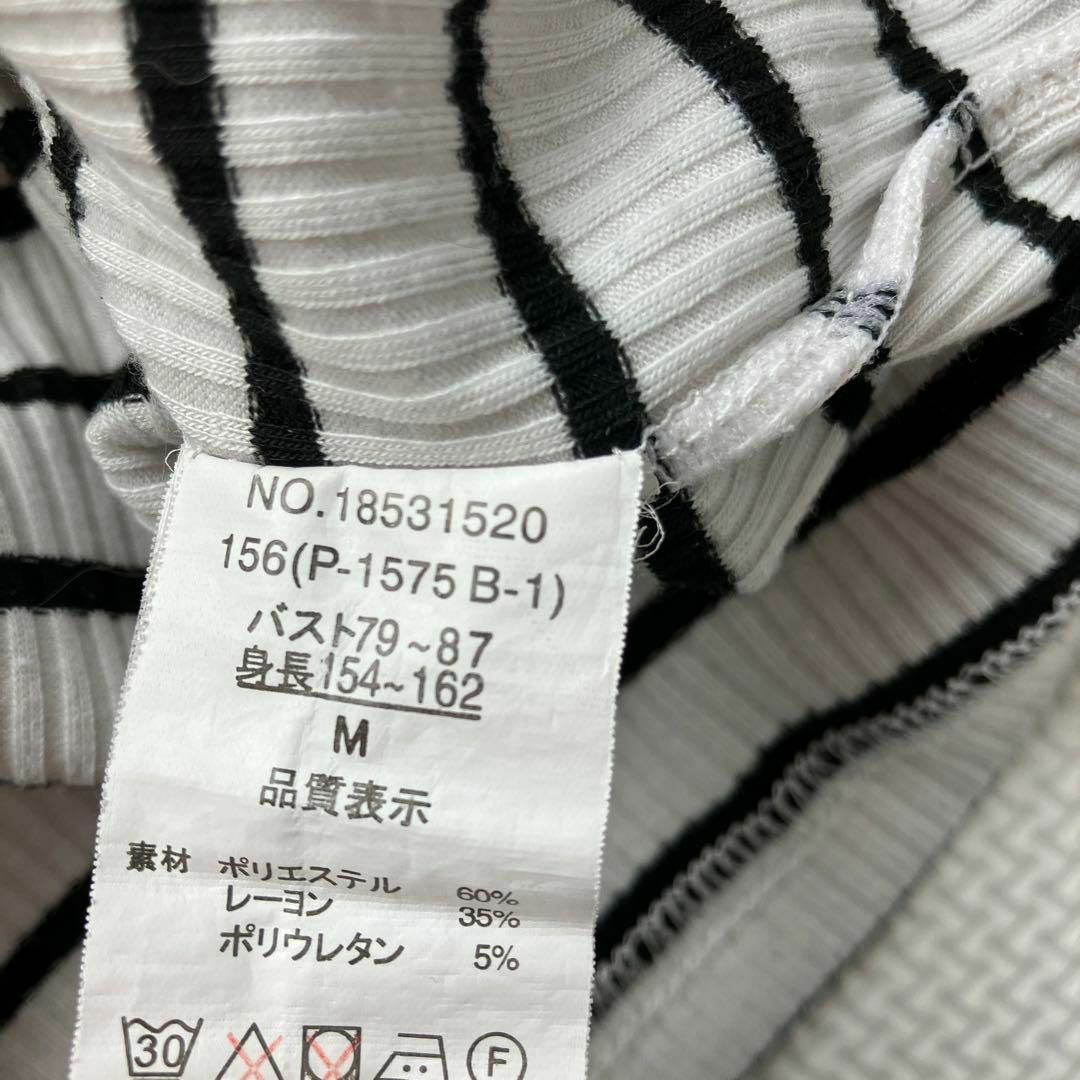 NO.18531520
156(P-1575 B-1)
バスト79~87
身長154~162
M
品質表示
素材 ポリエステル 60%
レーヨン 35%
ポリウレタン 5%
30 F